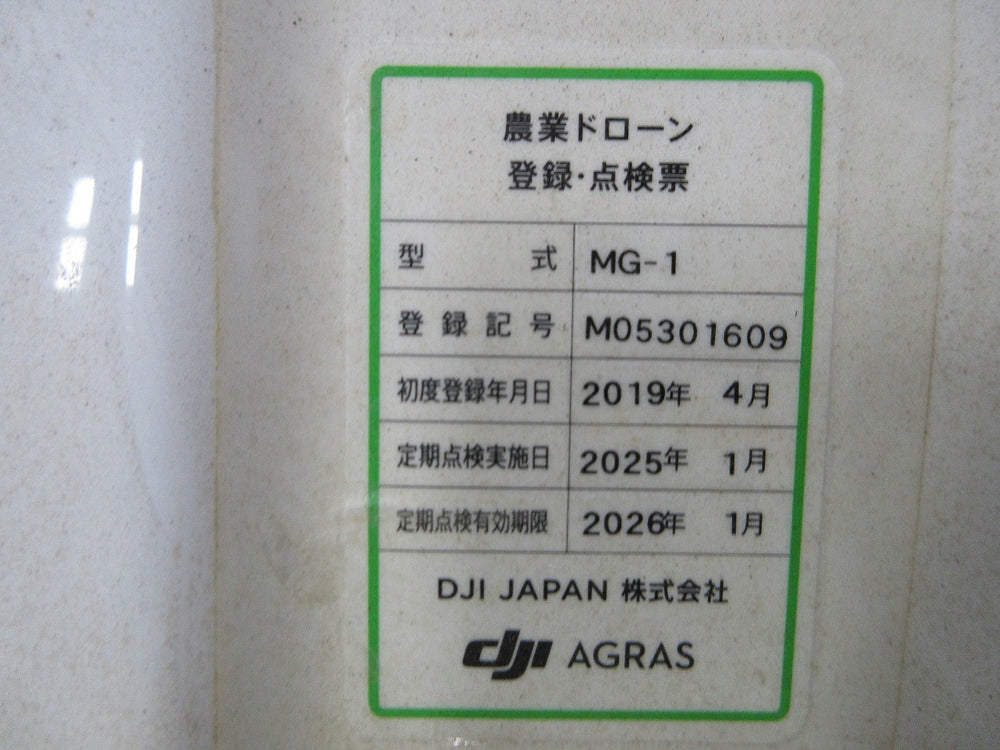 農業ドローン
登録・点検票
型式 MG-1
登録記号 M05301609
初度登録年月日 2019年 4月
定期点検実施日 2025年 1月
定期点検有効期限 2026年 1月
DJI JAPAN 株式会社
dji AGRAS